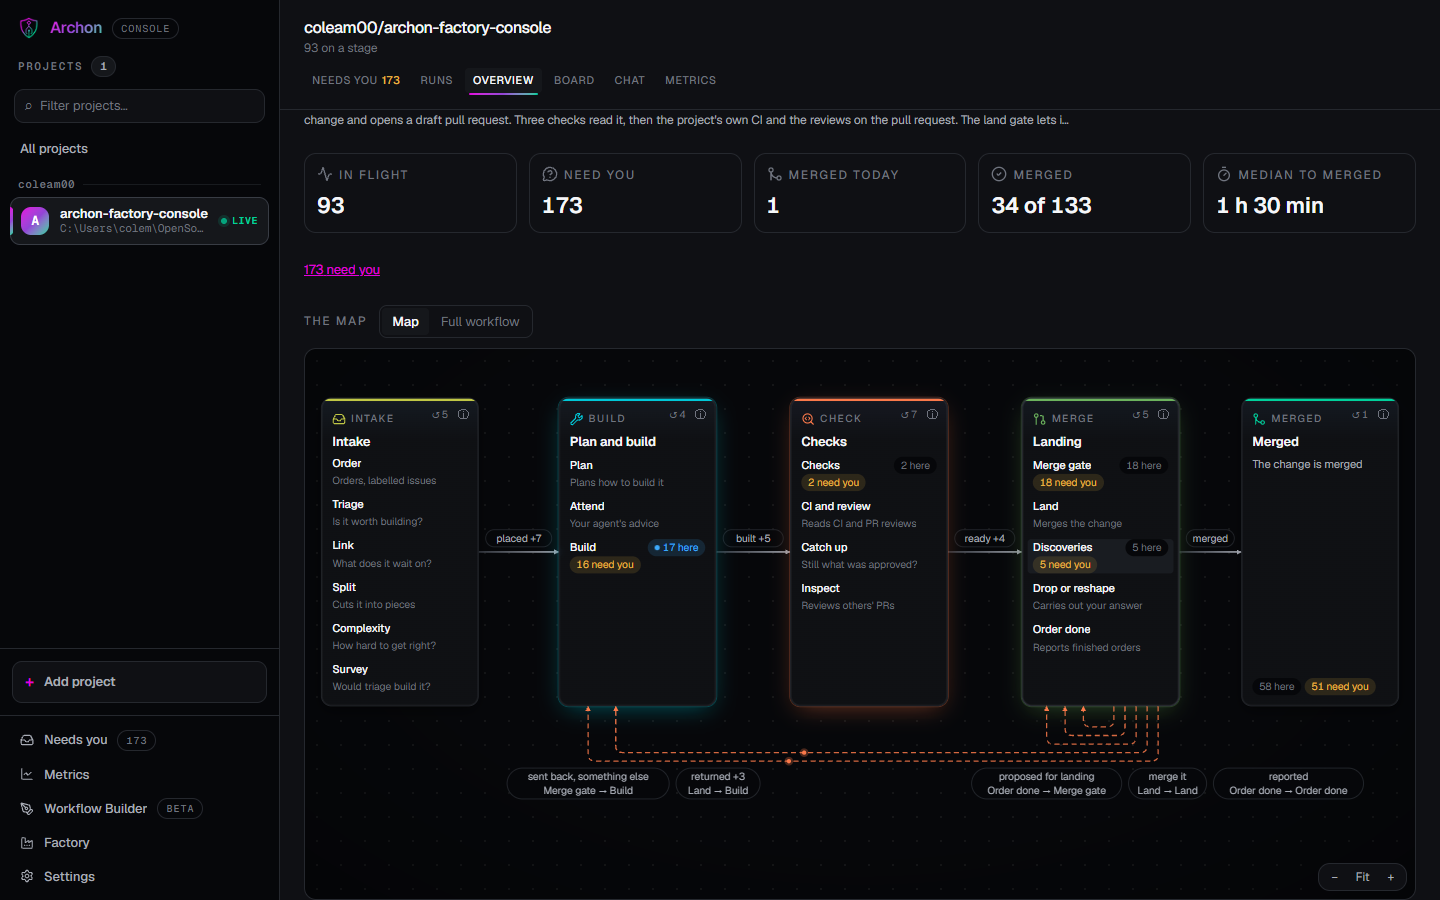 Archon CONSOLE
PROJECTS 1
Filter projects...
All projects
coleam00
A archon-factory-console LIVE
C:\Users\colem\OpenSo...
+ Add project
Needs you 173
Metrics
Workflow Builder BETA
Factory
Settings
coleam00/archon-factory-console
93 on a stage
NEEDS YOU 173 RUNS OVERVIEW BOARD CHAT METRICS
change and opens a draft pull request. Three checks read it, then the project's own CI and the reviews on the pull request. The land gate lets i...
IN FLIGHT
93
NEED YOU
173
MERGED TODAY
1
MERGED
34 of 133
MEDIAN TO MERGED
1 h 30 min
173 need you
THE MAP Map Full workflow
INTAKE ↺ 5
Intake
Order
Orders, labelled issues
Triage
Is it worth building?
Link
What does it wait on?
Split
Cuts it into pieces
Complexity
How hard to get right?
Survey
Would triage build it?
placed +7
BUILD ↺ 4
Plan and build
Plan
Plans how to build it
Attend
Your agent's advice
Build 17 here
16 need you
built +5
CHECK ↺ 7
Checks
Checks 2 here
2 need you
CI and review
Reads CI and PR reviews
Catch up
Still what was approved?
Inspect
Reviews others' PRs
ready +4
MERGE ↺ 5
Landing
Merge gate 18 here
18 need you
Land
Merges the change
Discoveries 5 here
5 need you
Drop or reshape
Carries out your answer
Order done
Reports finished orders
merged
MERGED ↺ 1
Merged
The change is merged
58 here 51 need you
sent back, something else
Merge gate → Build
returned +3
Land → Build
proposed for landing
Order done → Merge gate
merge it
Land → Land
reported
Order done → Order done
− Fit +